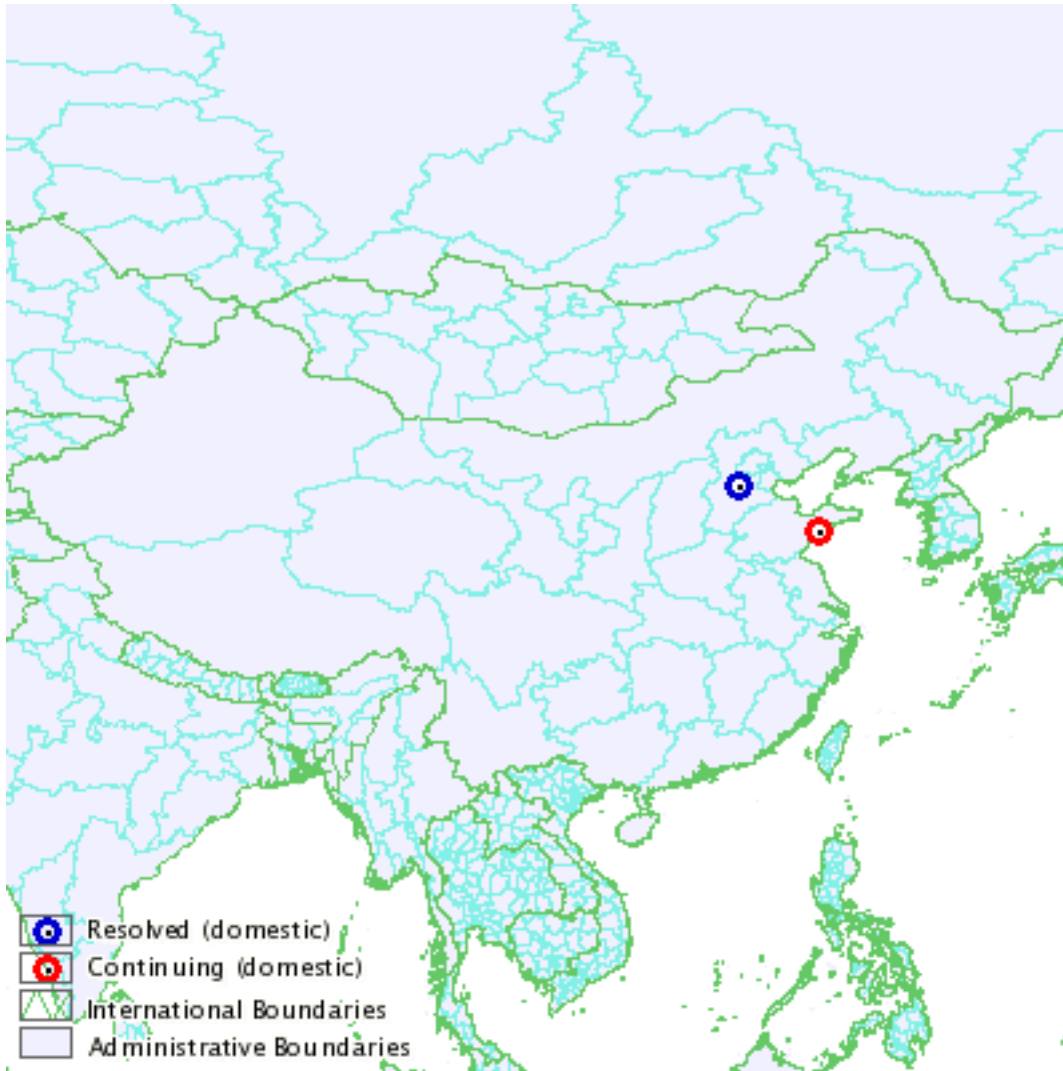 Resolved (domestic)
Continuing (domestic)
International Boundaries
Administrative Boundaries